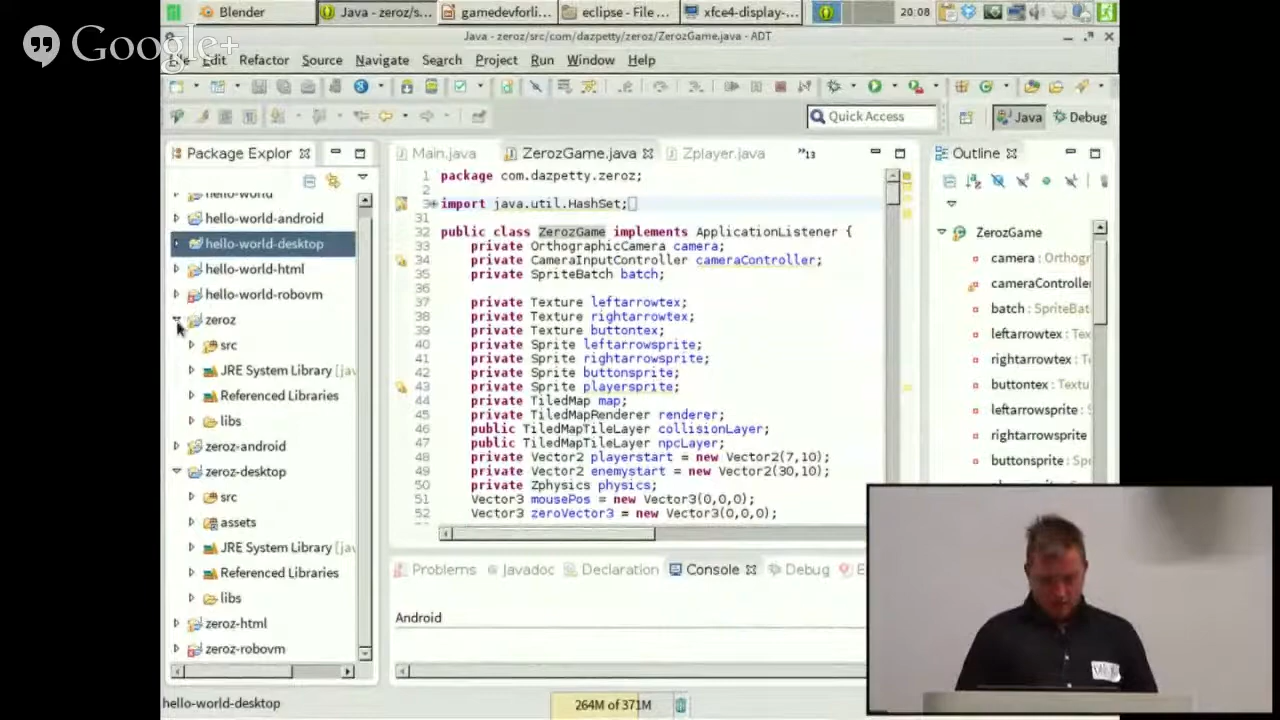 Blender
Java - zeroz/s...
gamedevforli...
eclipse - File ...
xfce4-display-...
20:08
Google+
Java - zeroz/src/com/dazpetty/zeroz/ZerozGame.java - ADT
Edit Refactor Source Navigate Search Project Run Window Help
Quick Access
Java
Debug
Package Explor
Main.java
ZerozGame.java
Zplayer.java
»13
Outline
hello-world
hello-world-android
hello-world-desktop
hello-world-html
hello-world-robovm
zeroz
src
JRE System Library [jav
Referenced Libraries
libs
zeroz-android
zeroz-desktop
src
assets
JRE System Library [jav
Referenced Libraries
libs
zeroz-html
zeroz-robovm
1 package com.dazpetty.zeroz;
2
3 import java.util.HashSet;
31
32 public class ZerozGame implements ApplicationListener {
33 private OrthographicCamera camera;
34 private CameraInputController cameraController;
35 private SpriteBatch batch;
36
37 private Texture leftarrowtex;
38 private Texture rightarrowtex;
39 private Texture buttontex;
40 private Sprite leftarrowsprite;
41 private Sprite rightarrowsprite;
42 private Sprite buttonsprite;
43 private Sprite playersprite;
44 private TiledMap map;
45 private TiledMapRenderer renderer;
46 public TiledMapTileLayer collisionLayer;
47 public TiledMapTileLayer npcLayer;
48 private Vector2 playerstart = new Vector2(7,10);
49 private Vector2 enemystart = new Vector2(30,10);
50 private Zphysics physics;
51 Vector3 mousePos = new Vector3(0,0,0);
52 Vector3 zeroVector3 = new Vector3(0,0,0);
ZerozGame
camera : Orthogr
cameraController
batch : SpriteBat
leftarrowtex : Tex
rightarrowtex : Te
buttontex : Textu
leftarrowsprite : S
rightarrowsprite
buttonsprite : Spr
Problems
Javadoc
Declaration
Console
Debug
E
Android
hello-world-desktop
264M of 371M